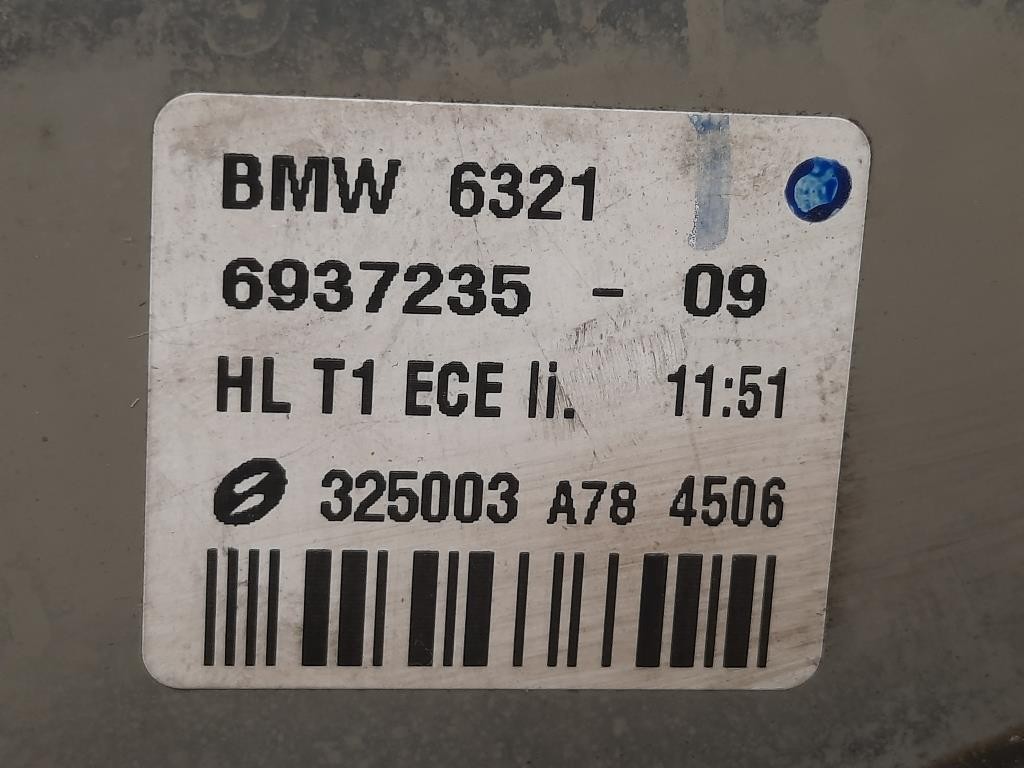 BMW 6321
6937235 - 09
HL T1 ECE li. 11:51
325003 A78 4506